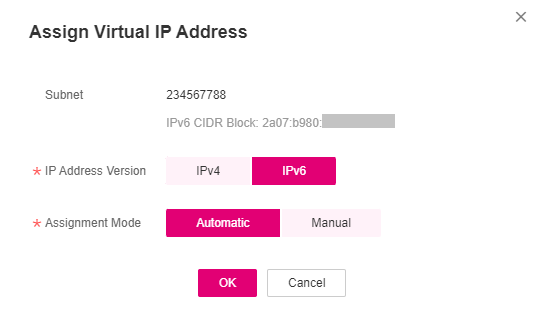 Assign Virtual IP Address
Subnet
234567788
IPv6 CIDR Block: 2a07:b980:
* IP Address Version
IPv4
IPv6
* Assignment Mode
Automatic
Manual
OK
Cancel